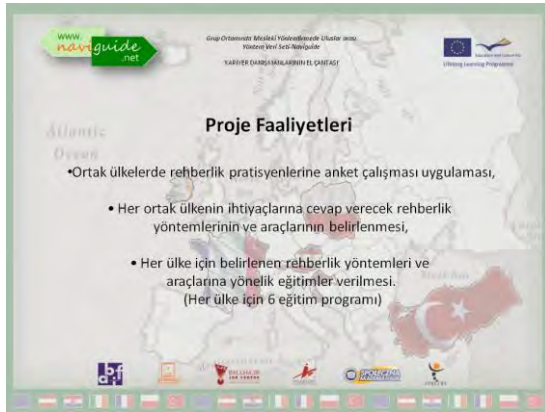 www.
naviguide
.net
Grup Ortamında Mesleki Yönlendirmede Uluslar arası
Yöntem Veri Seti-Naviguide
KARİYER DANIŞMANLARININ EL ÇANTASI
Lifelong Learning Programme
Proje Faaliyetleri
Atlantic
Ocean
•Ortak ülkelerde rehberlik pratisyenlerine anket çalışması uygulaması,
• Her ortak ülkenin ihtiyaçlarına cevap verecek rehberlik
yöntemlerinin ve araçlarının belirlenmesi,
• Her ülke için belirlenen rehberlik yöntemleri ve
araçlarına yönelik eğitimler verilmesi.
(Her ülke için 6 eğitim programı)
bf